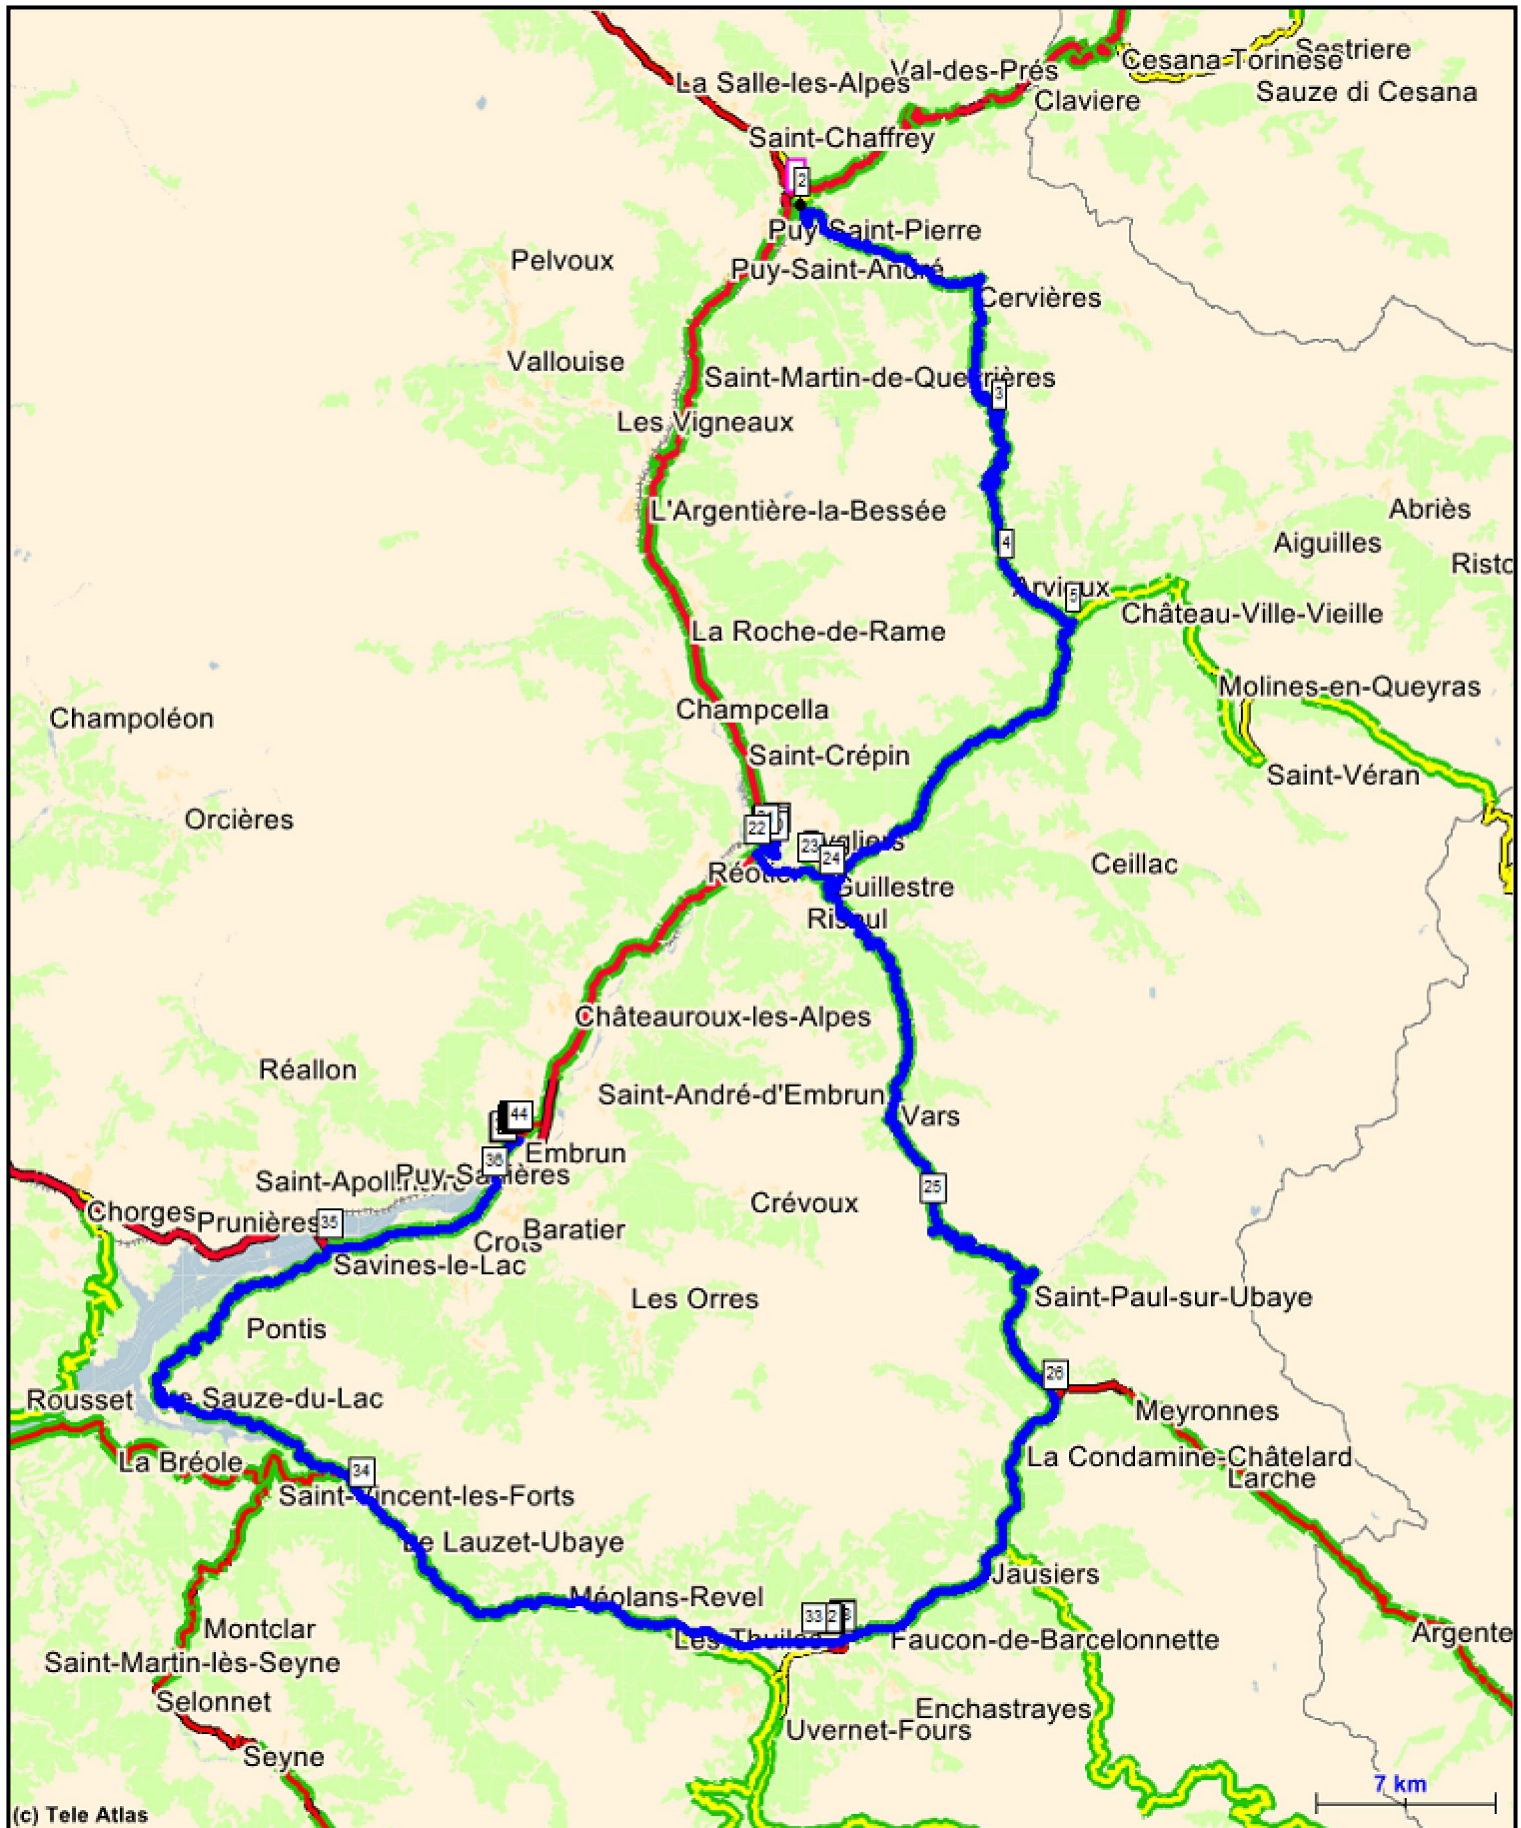 Sestriere
Cesana Torinese
Val-des-Prés
La Salle-les-Alpes
Sauze di Cesana
Claviere
Saint-Chaffrey
2
Puy-Saint-Pierre
Pelvoux
Puy-Saint-André
Cervières
Vallouise
Saint-Martin-de-Queyrières
3
Les Vigneaux
L'Argentière-la-Bessée
Abriès
4
Aiguilles
Arvieux
5
Château-Ville-Vieille
La Roche-de-Rame
Molines-en-Queyras
Champcella
Champoléon
Saint-Crépin
Saint-Véran
Orcières
22
23
24
Ceillac
Réotier
Guillestre
Risoul
Châteauroux-les-Alpes
Réallon
Saint-André-d'Embrun
44
Vars
Embrun
36
Puy-Sanières
25
Crévoux
Chorges
Prunières
35
Baratier
Crots
Savines-le-Lac
Les Orres
Saint-Paul-sur-Ubaye
Pontis
26
Rousset
Le Sauze-du-Lac
Meyronnes
La Bréole
34
La Condamine-Châtelard
Larche
Saint-Vincent-les-Forts
Le Lauzet-Ubaye
Jausiers
Méolans-Revel
33
2
3
Montclar
Les Thuiles
Faucon-de-Barcelonnette
Argente
Saint-Martin-lès-Seyne
Selonnet
Enchastrayes
Uvernet-Fours
Seyne
7 km
(c) Tele Atlas